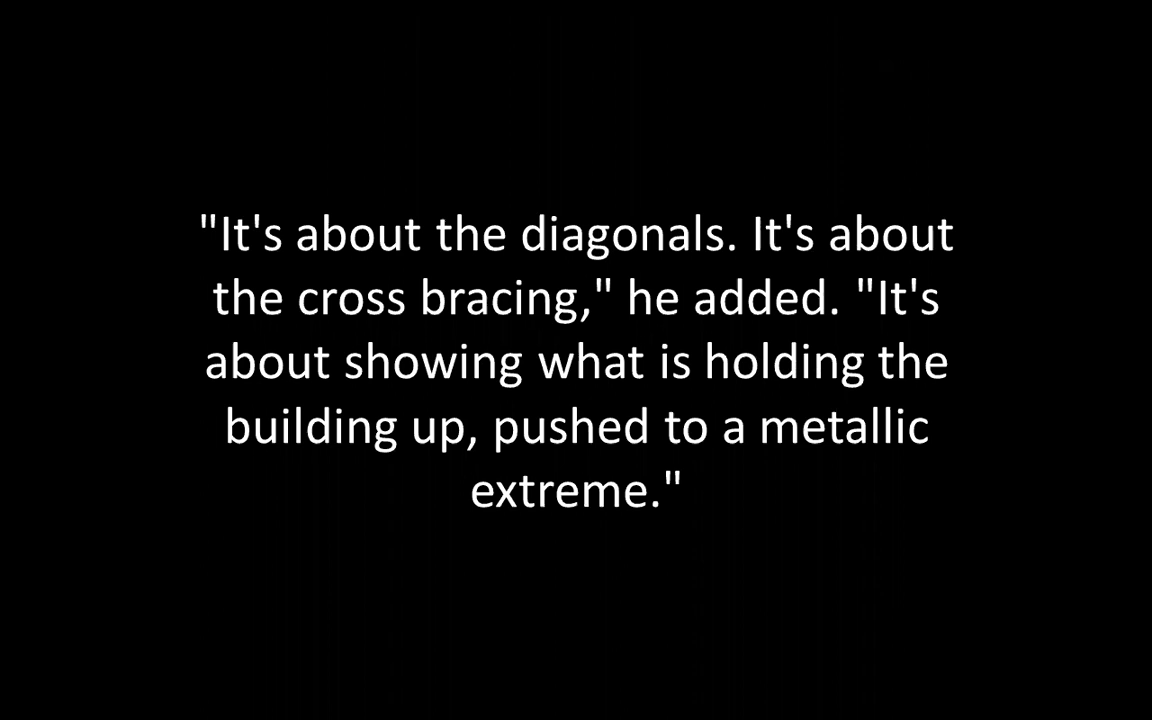 "It's about the diagonals. It's about
the cross bracing," he added. "It's
about showing what is holding the
building up, pushed to a metallic
extreme."